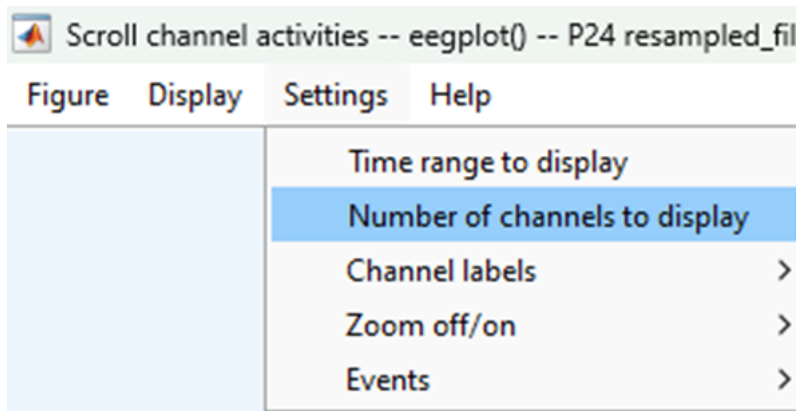 Scroll channel activities -- eegplot() -- P24 resampled_fil
Figure Display Settings Help
Time range to display
Number of channels to display
Channel labels
Zoom off/on
Events